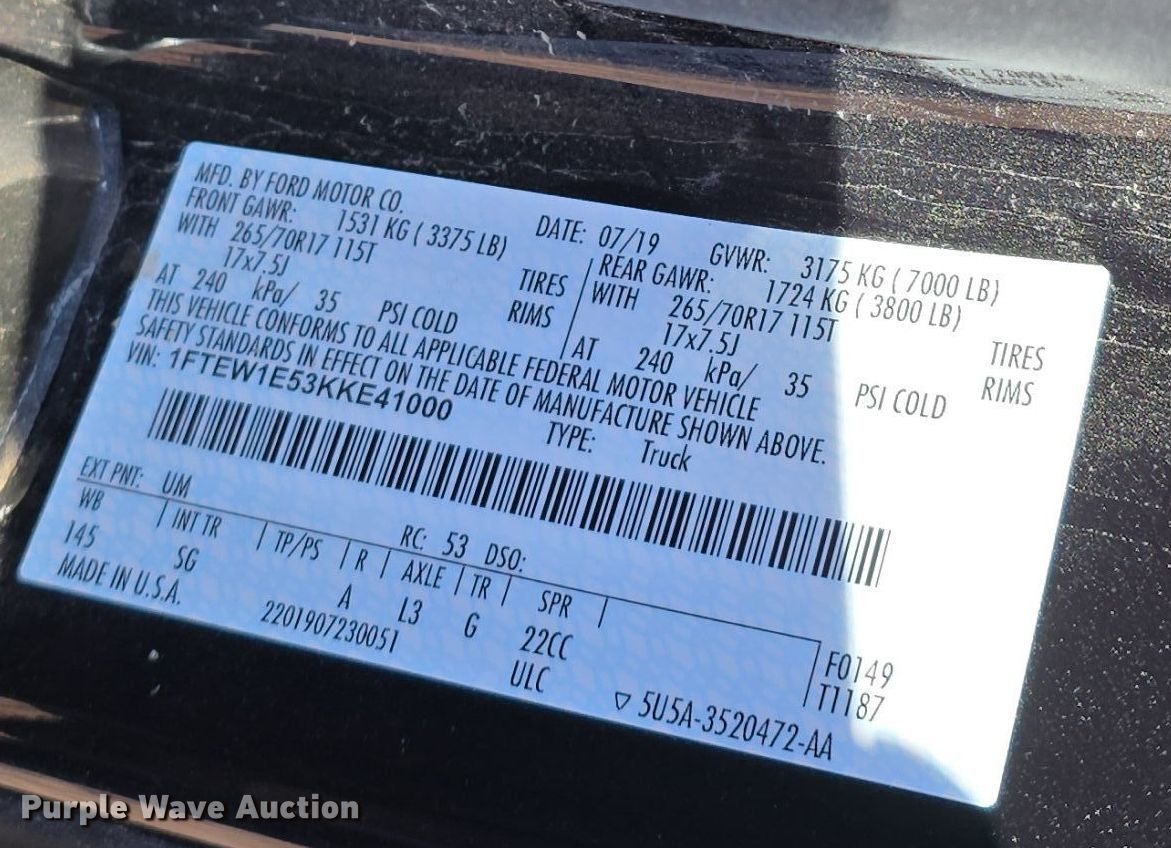 MFD. BY FORD MOTOR CO. DATE: 07/19 GVWR: 3175 KG ( 7000 LB)
FRONT GAWR: 1531 KG ( 3375 LB) REAR GAWR: 1724 KG ( 3800 LB)
WITH 265/70R17 115T TIRES WITH 265/70R17 115T TIRES
17x7.5J RIMS 17x7.5J RIMS
AT 240 kPa/ 35 PSI COLD AT 240 kPa/ 35 PSI COLD
THIS VEHICLE CONFORMS TO ALL APPLICABLE FEDERAL MOTOR VEHICLE
SAFETY STANDARDS IN EFFECT ON THE DATE OF MANUFACTURE SHOWN ABOVE.
VIN: 1FTEW1E53KKE41000
TYPE: Truck
EXT PNT: UM RC: 53 DSO:
WB INT TR TP/PS R AXLE TR SPR
145 SG A L3 G 22CC F0149
MADE IN U.S.A. 2201907230051 ULC T1187
▽ 5U5A-3520472-AA
Purple Wave Auction